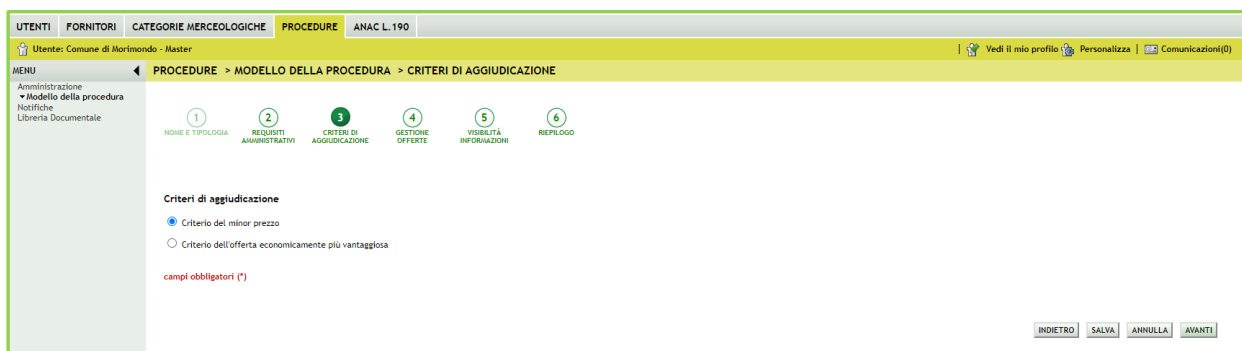 UTENTI FORNITORI CATEGORIE MERCEOLOGICHE PROCEDURE ANAC L.190
Utente: Comune di Morimondo - Master | Vedi il mio profilo Personalizza | Comunicazioni(0)
MENU PROCEDURE > MODELLO DELLA PROCEDURA > CRITERI DI AGGIUDICAZIONE
Amministrazione
Modello della procedura
Notifiche
Libreria Documentale
1 2 3 4 5 6
NOME E TIPOLOGIA REQUISITI AMMINISTRATIVI CRITERI DI AGGIUDICAZIONE GESTIONE OFFERTE VISIBILITÀ INFORMAZIONI RIEPILOGO
Criteri di aggiudicazione
Criterio del minor prezzo
Criterio dell'offerta economicamente più vantaggiosa
campi obbligatori (*)
INDIETRO SALVA ANNULLA AVANTI